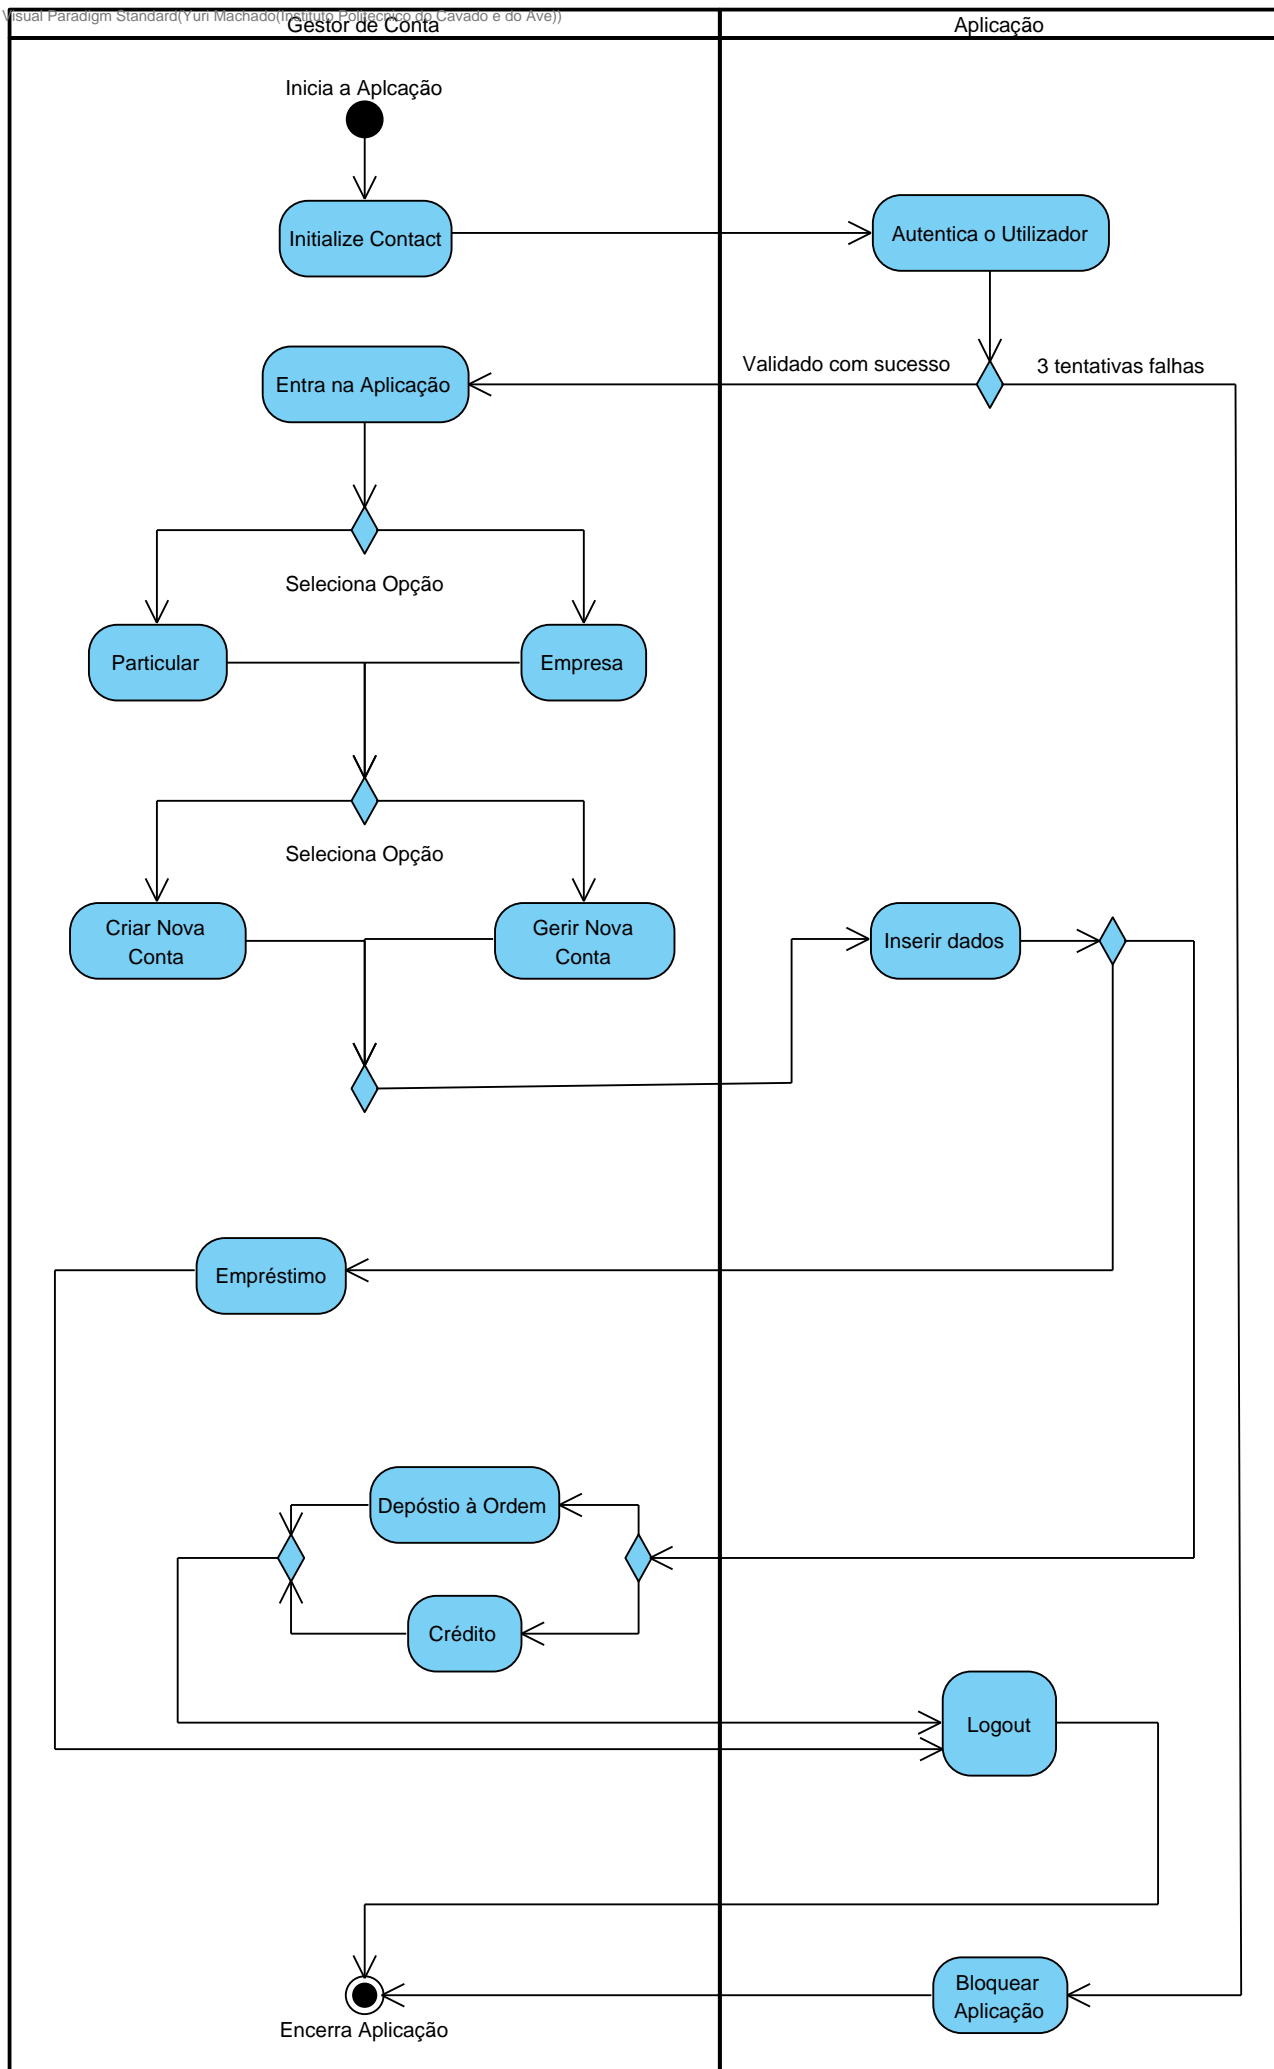 Visual Paradigm Standard(Yuri Machado(Instituto Politecnico do Cavado e do Ave))
Gestor de Conta
Aplicação
Inicia a Aplcação
Initialize Contact
Autentica o Utilizador
Validado com sucesso
3 tentativas falhas
Entra na Aplicação
Seleciona Opção
Particular
Empresa
Seleciona Opção
Criar Nova
Conta
Gerir Nova
Conta
Inserir dados
Empréstimo
Depóstio à Ordem
Crédito
Logout
Bloquear
Aplicação
Encerra Aplicação